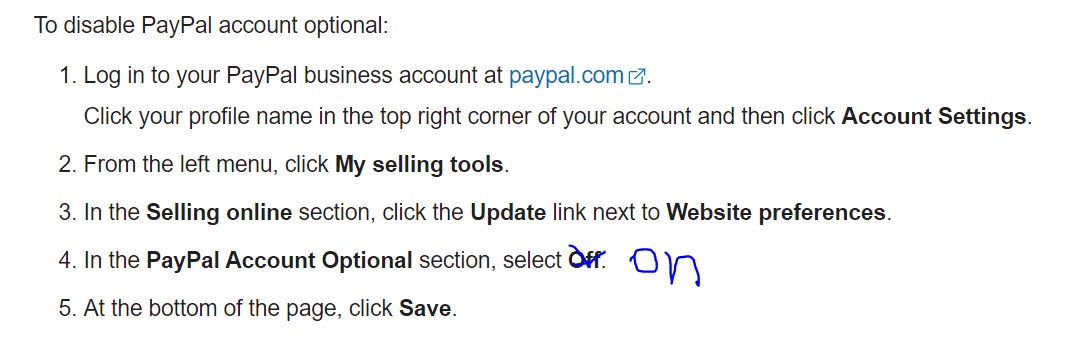 To disable PayPal account optional:
1. Log in to your PayPal business account at paypal.com.
Click your profile name in the top right corner of your account and then click Account Settings.
2. From the left menu, click My selling tools.
3. In the Selling online section, click the Update link next to Website preferences.
4. In the PayPal Account Optional section, select Off. on
5. At the bottom of the page, click Save.